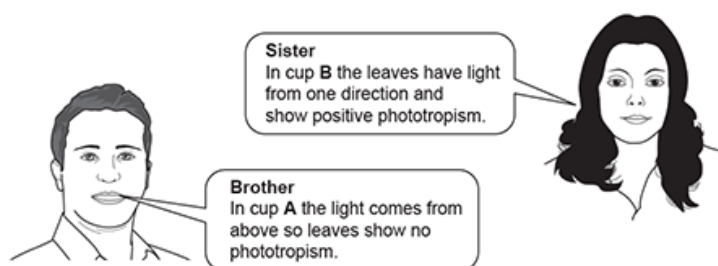 Sister
In cup B the leaves have light
from one direction and
show positive phototropism.
Brother
In cup A the light comes from
above so leaves show no
phototropism.